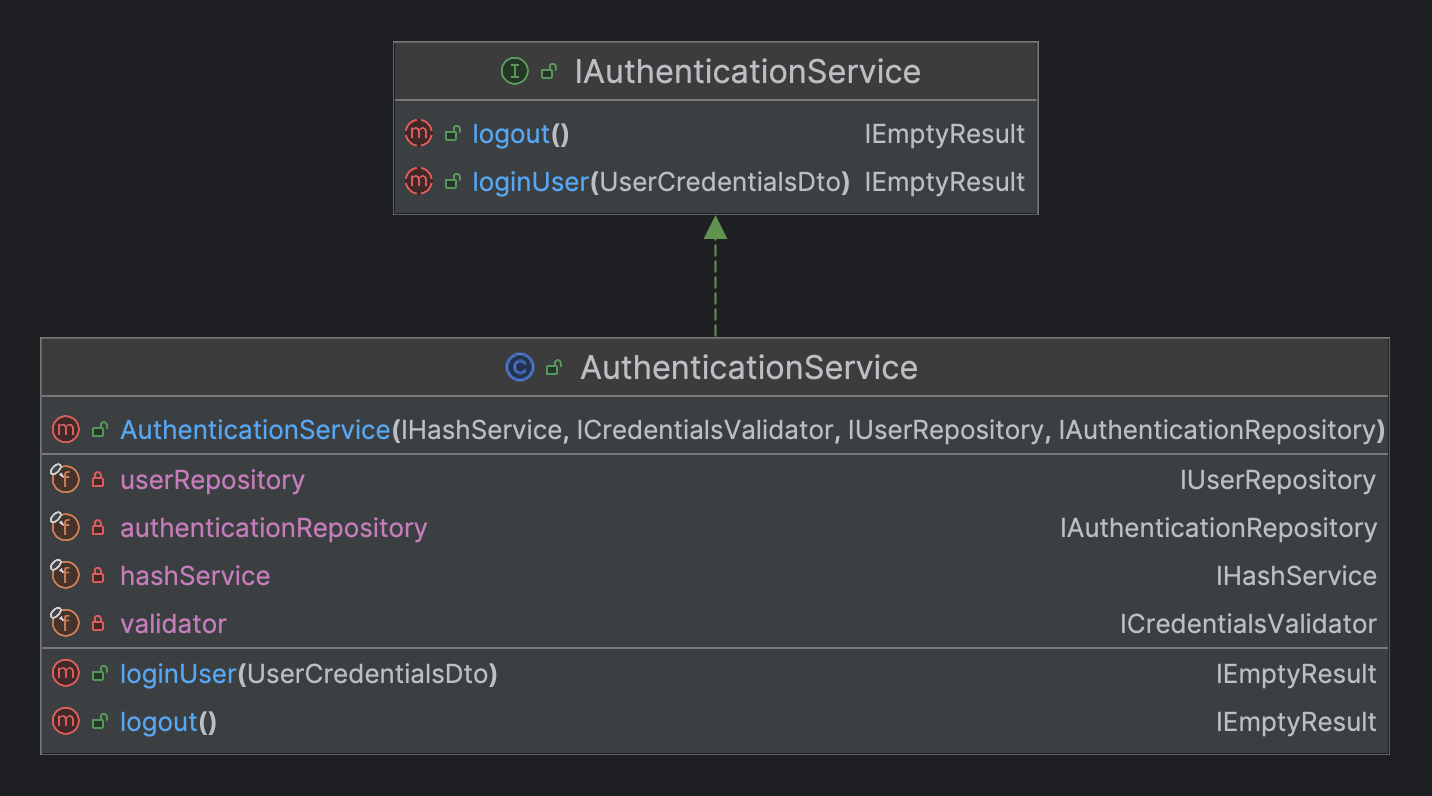 IAuthenticationService
logout() IEmptyResult
loginUser(UserCredentialsDto) IEmptyResult
AuthenticationService
AuthenticationService(IHashService, ICredentialsValidator, IUserRepository, IAuthenticationRepository)
userRepository IUserRepository
authenticationRepository IAuthenticationRepository
hashService IHashService
validator ICredentialsValidator
loginUser(UserCredentialsDto) IEmptyResult
logout() IEmptyResult